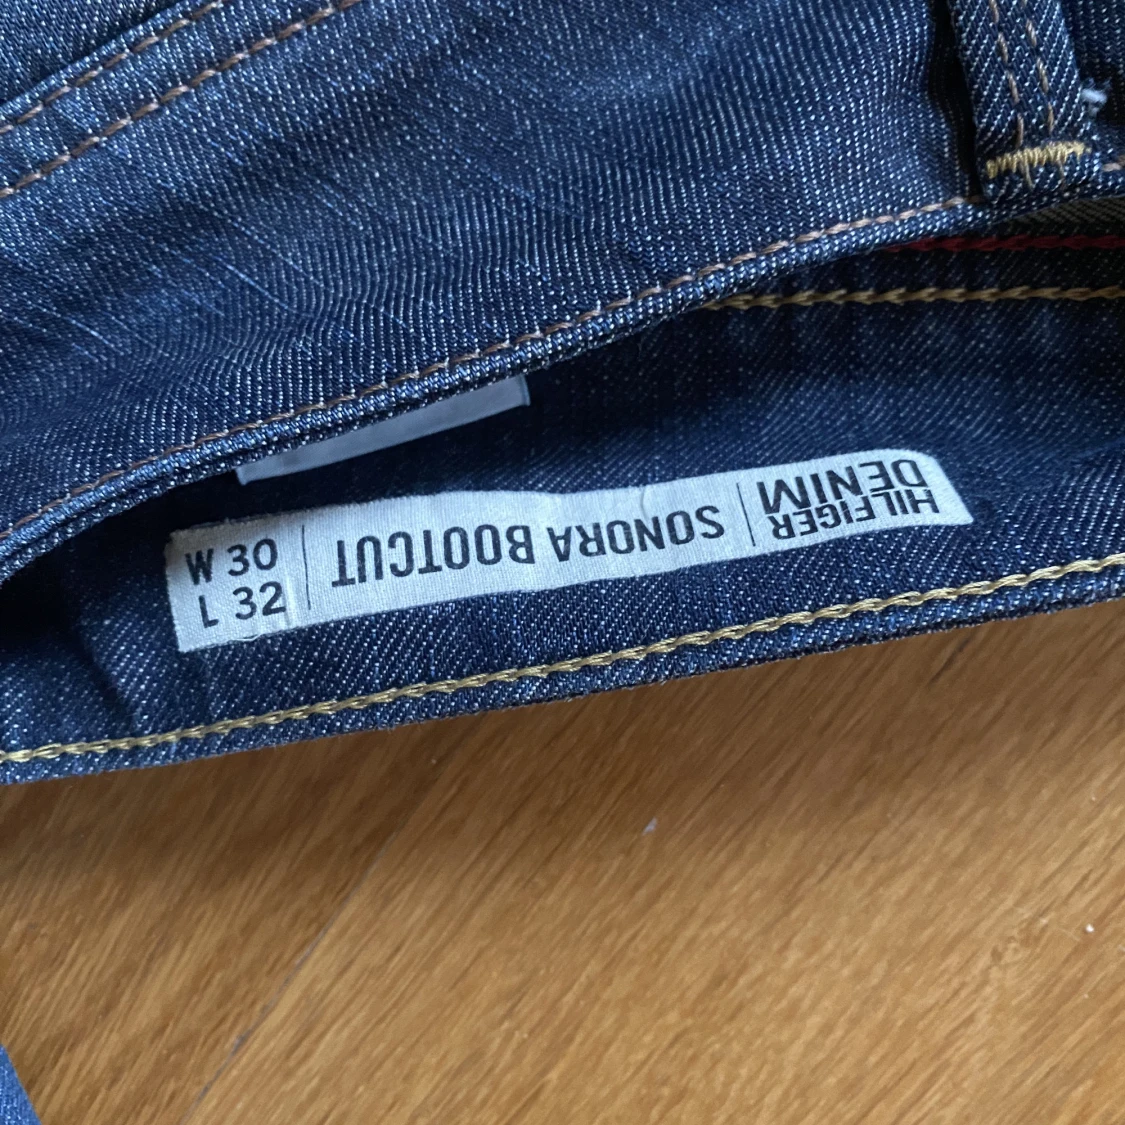 HILFIGER
DENIM
SONORA BOOTCUT
W 30
L 32